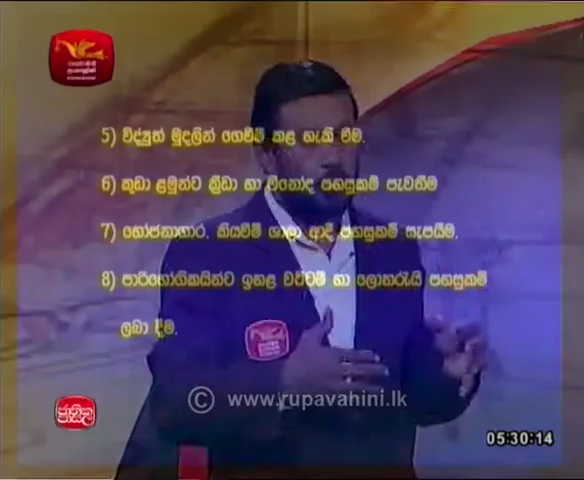 5) විද්‍යුත් මුදලින් ගෙවීම් කළ හැකි වීම.
6) කුඩා ළමුන්ට ක්‍රීඩා හා විනෝද පහසුකම් පැවතීම
7) භෝජනාගාර, කියවීම් ශාලා ආදී පහසුකම් සැපයීම.
8) පාරිභෝගිකයින්ට ඉහළ වට්ටම් හා ලොතරැයි පහසුකම්
ලබා දීම.
© www.rupavahini.lk
ජාතික
පාසල
05:30:14